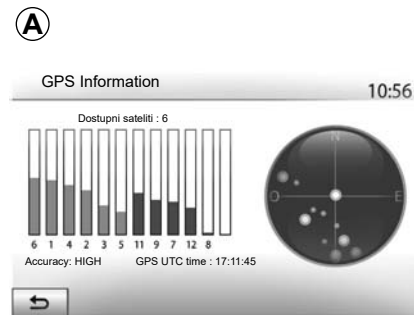 A
GPS Information
10:56
Dostupni sateliti : 6
N
O E
6 1 4 2 3 5 11 9 7 12 8
Accuracy: HIGH GPS UTC time : 17:11:45